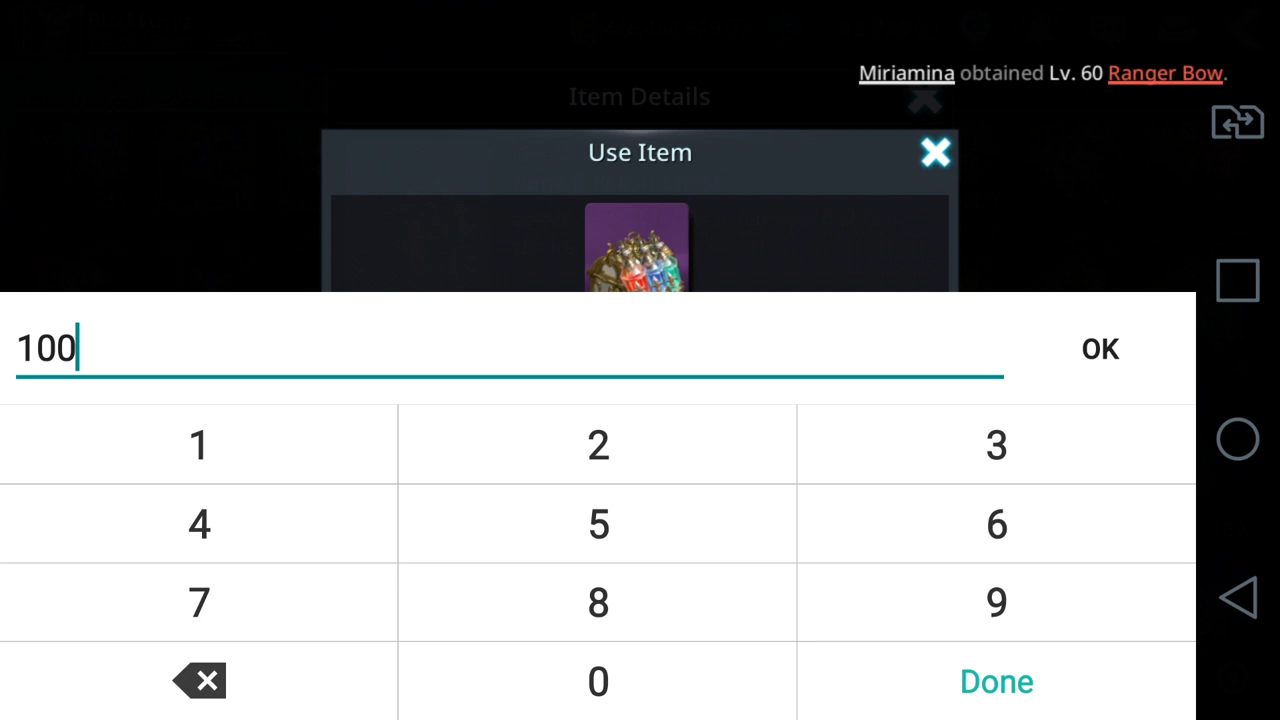 Miriamina obtained Lv. 60 Ranger Bow.
Item Details
Use Item
100
OK
1 2 3
4 5 6
7 8 9
0 Done